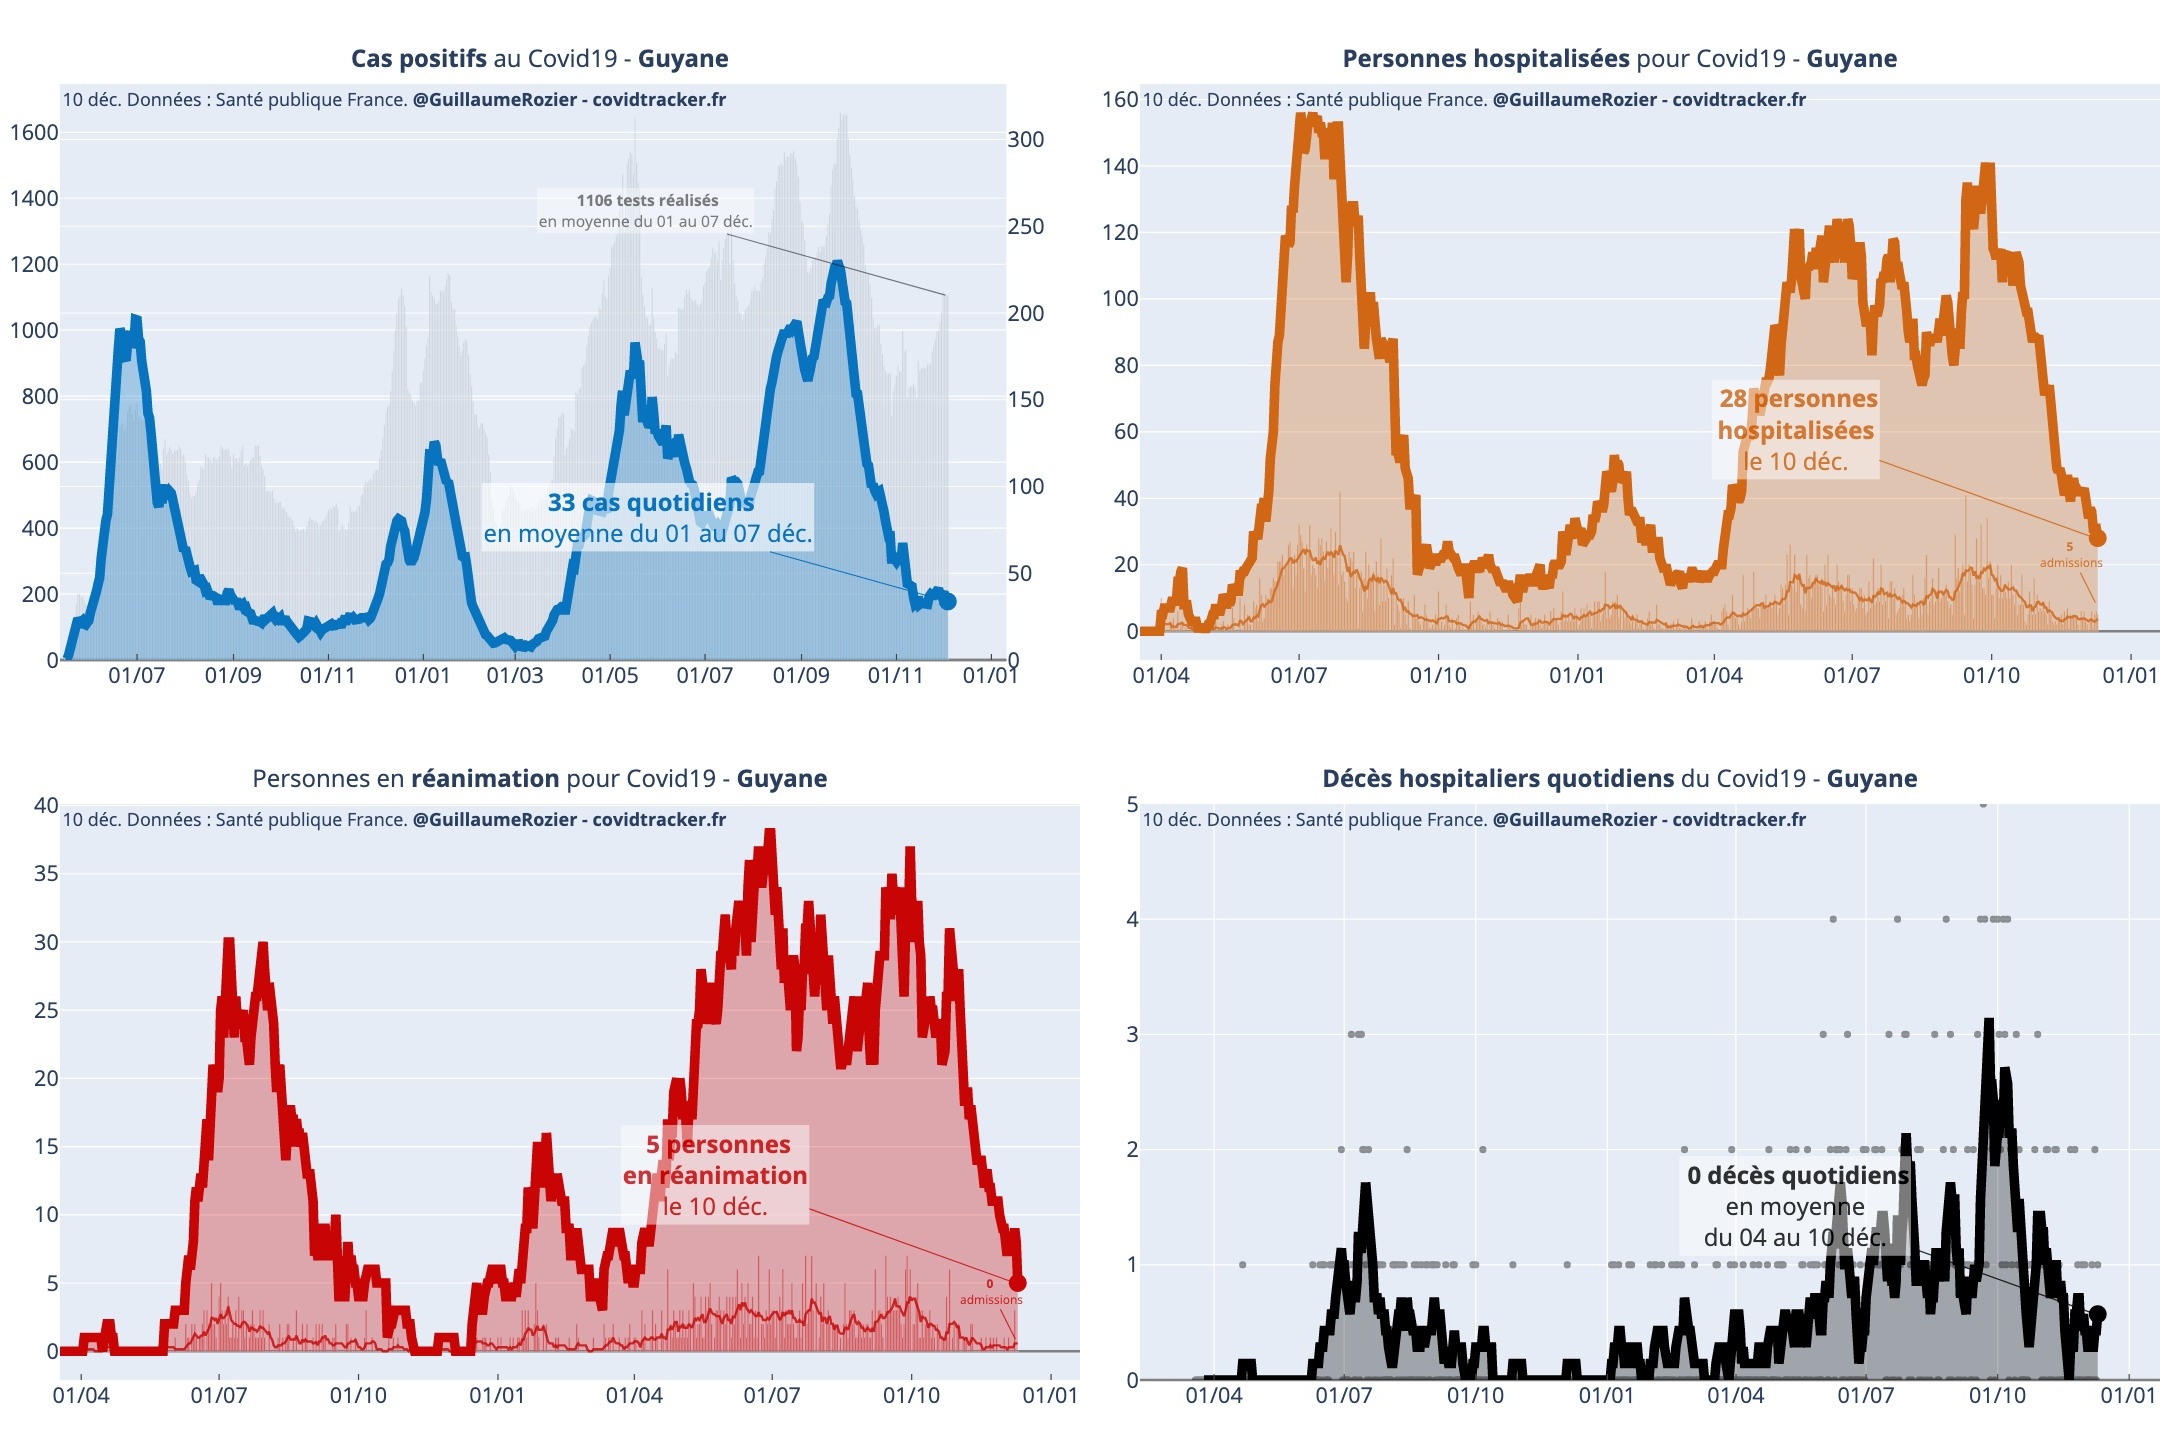 Cas positifs au Covid19 - Guyane
10 déc. Données : Santé publique France. @GuillaumeRozier - covidtracker.fr
1600
1400
1200
1000
800
600
400
200
0
300
250
200
150
100
50
0
1106 tests réalisés
en moyenne du 01 au 07 déc.
33 cas quotidiens
en moyenne du 01 au 07 déc.
01/07 01/09 01/11 01/01 01/03 01/05 01/07 01/09 01/11 01/01
Personnes hospitalisées pour Covid19 - Guyane
10 déc. Données : Santé publique France. @GuillaumeRozier - covidtracker.fr
160
140
120
100
80
60
40
20
0
28 personnes
hospitalisées
le 10 déc.
5
admissions
01/04 01/07 01/10 01/01 01/04 01/07 01/10 01/01
Personnes en réanimation pour Covid19 - Guyane
10 déc. Données : Santé publique France. @GuillaumeRozier - covidtracker.fr
40
35
30
25
20
15
10
5
0
5 personnes
en réanimation
le 10 déc.
0
admissions
01/04 01/07 01/10 01/01 01/04 01/07 01/10 01/01
Décès hospitaliers quotidiens du Covid19 - Guyane
10 déc. Données : Santé publique France. @GuillaumeRozier - covidtracker.fr
5
4
3
2
1
0
0 décès quotidiens
en moyenne
du 04 au 10 déc.
01/04 01/07 01/10 01/01 01/04 01/07 01/10 01/01